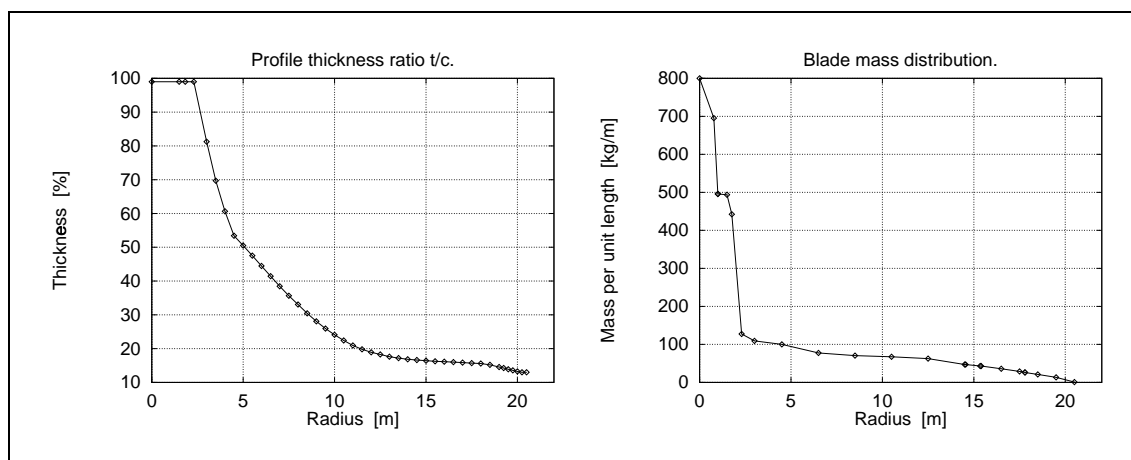 Profile thickness ratio t/c.
Thickness [%]
100
90
80
70
60
50
40
30
20
10
0 5 10 15 20
Radius [m]
Blade mass distribution.
Mass per unit length [kg/m]
800
700
600
500
400
300
200
100
0
0 5 10 15 20
Radius [m]